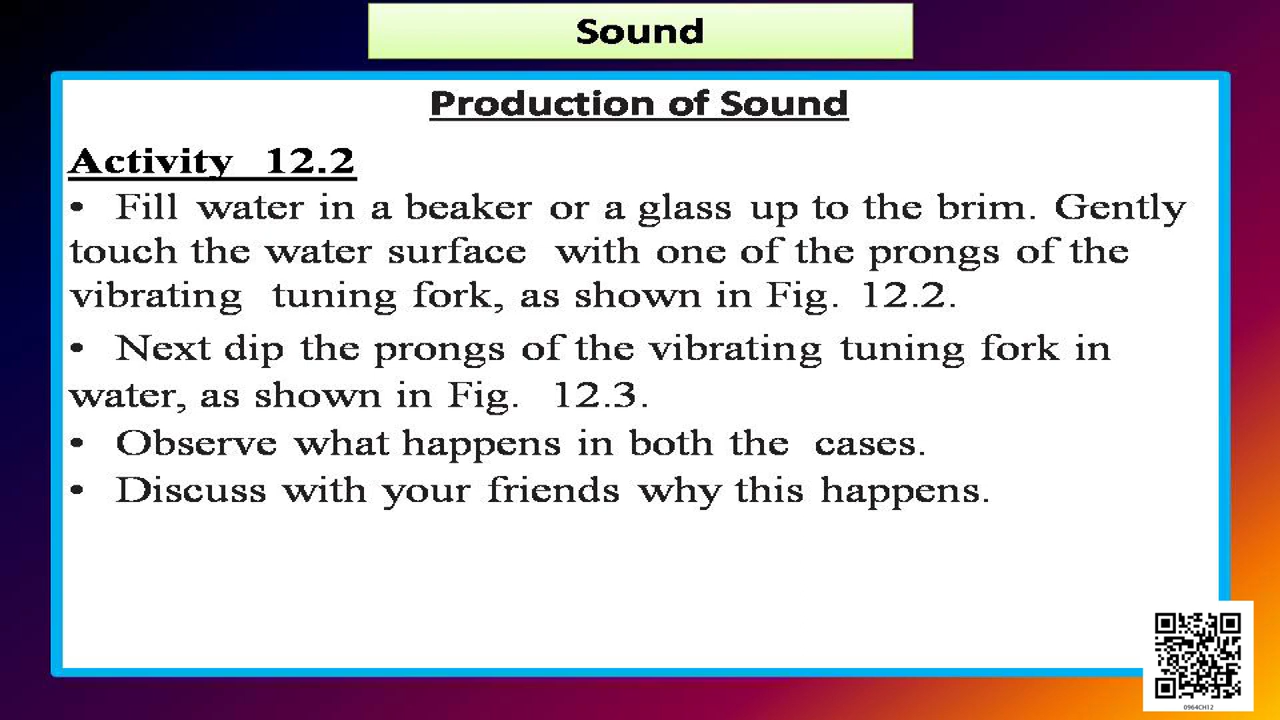 Sound
Production of Sound
Activity 12.2
• Fill water in a beaker or a glass up to the brim. Gently
touch the water surface with one of the prongs of the
vibrating tuning fork, as shown in Fig. 12.2.
• Next dip the prongs of the vibrating tuning fork in
water, as shown in Fig. 12.3.
• Observe what happens in both the cases.
• Discuss with your friends why this happens.
0964CH12